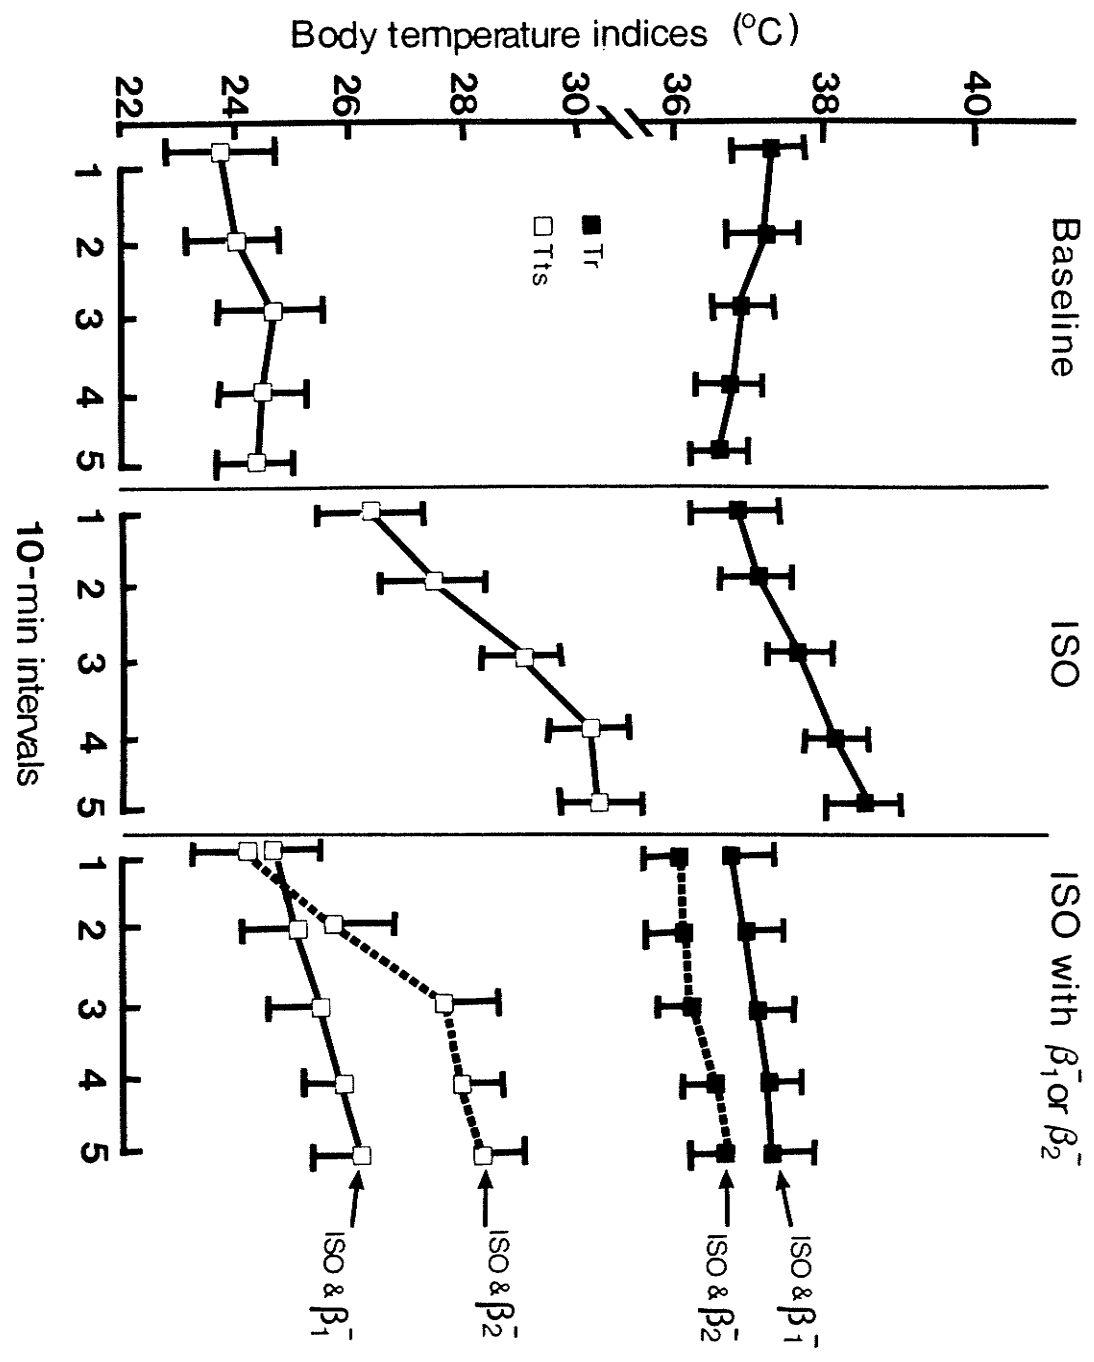 Body temperature indices (°C)
22 24 26 28 30 36 38 40
Baseline
ISO
ISO with β₁⁻ or β₂⁻
■ Tr
□ Tts
1 2 3 4 5
1 2 3 4 5
1 2 3 4 5
10-min intervals
ISO & β₁⁻
ISO & β₂⁻
ISO & β₂⁻
ISO & β₁⁻